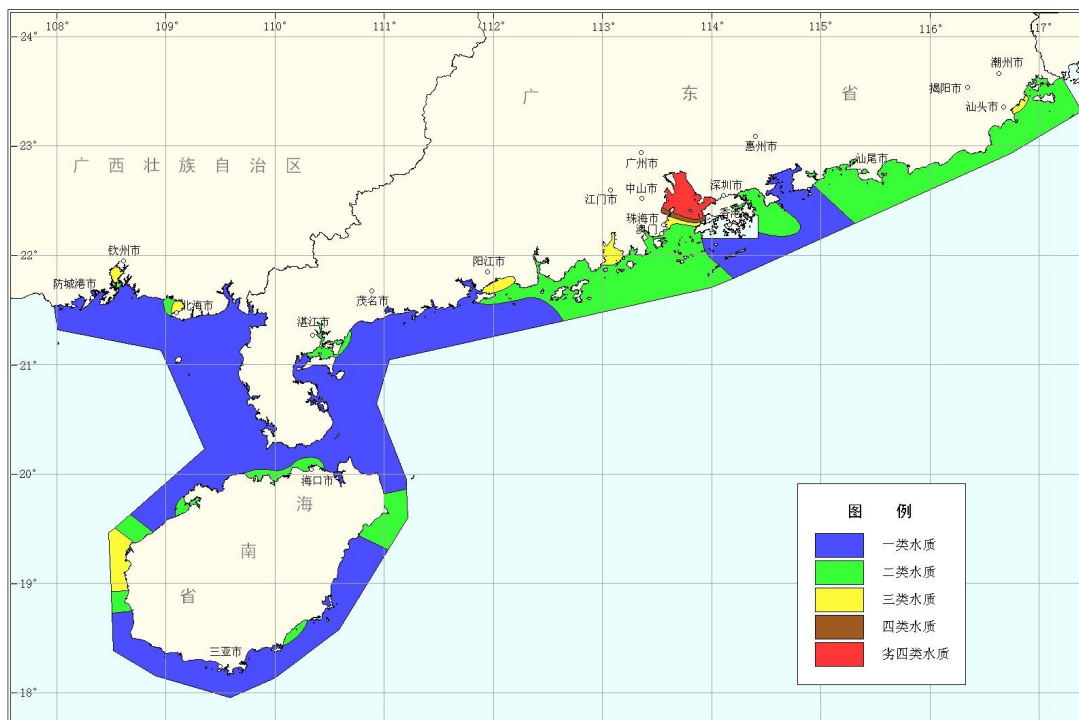 108° 109° 110° 111° 112° 113° 114° 115° 116° 117°
24°
潮州市
揭阳市
广 东 省
汕头市
23°
惠州市
广州市
汕尾市
广 西 壮 族 自 治 区
中山市
深圳市
江门市
珠海市
香港
澳门
22°
钦州市
阳江市
防城港市
北海市
茂名市
湛江市
21°
20°
海口市
海
南
省
19°
三亚市
18°
图 例
一类水质
二类水质
三类水质
四类水质
劣四类水质